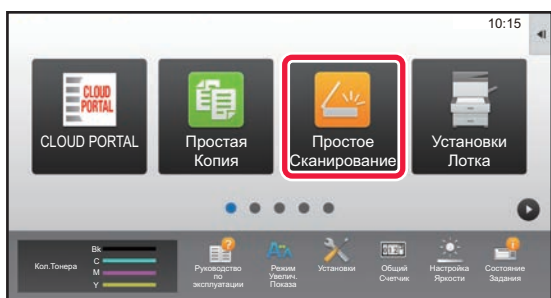 10:15
CLOUD
PORTAL
CLOUD PORTAL
Простая
Копия
Простое
Сканирование
Установки
Лотка
Кол.Тонера
Bk
C
M
Y
Руководство
по
эксплуатации
Режим
Увелич.
Показа
Установки
Общий
Счетчик
Настройка
Яркости
Состояние
Задания